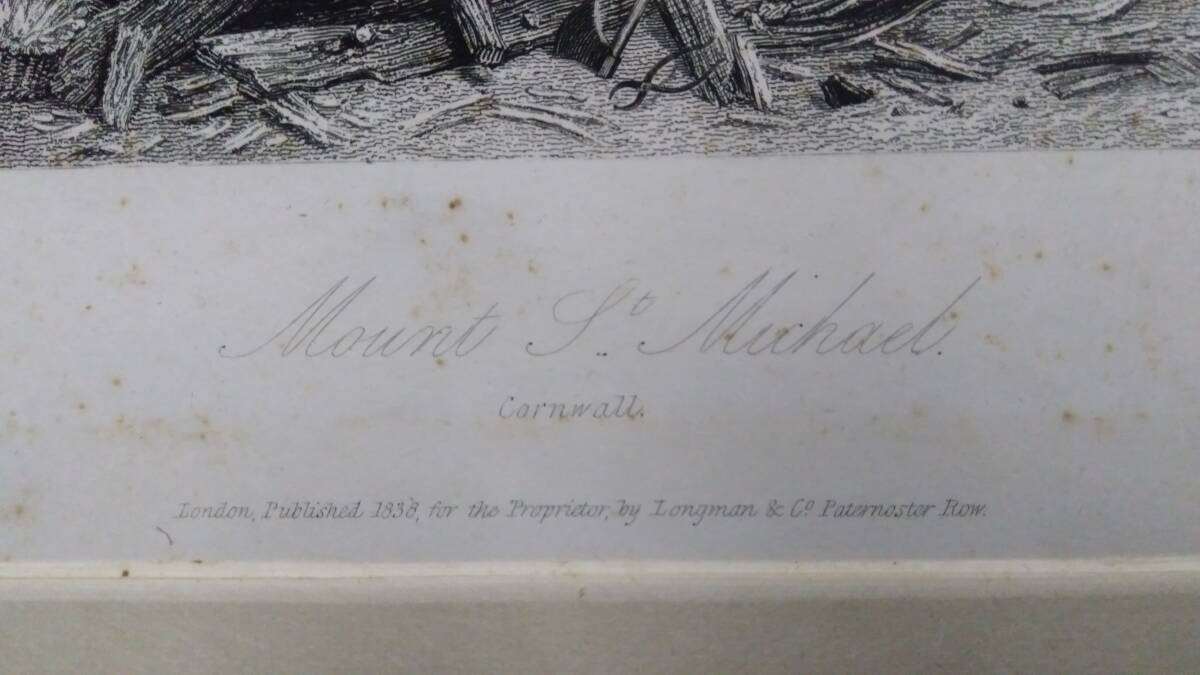 Mount St. Michael.
Cornwall.
London, Published 1838, for the Proprietor, by Longman & Co. Paternoster Row.